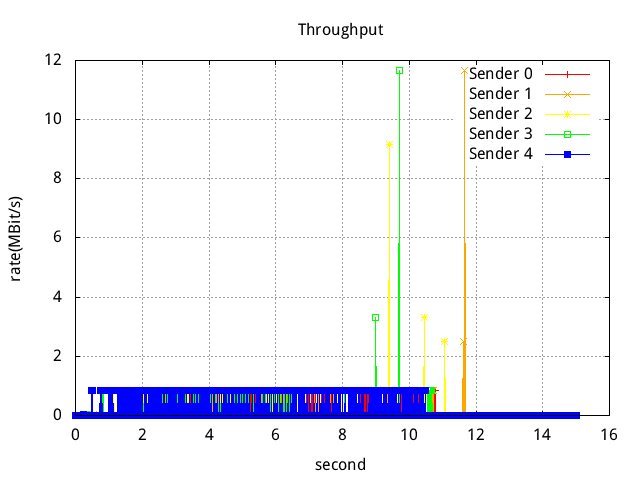 Throughput
rate(MBit/s)
12
10
8
6
4
2
0
Sender 0
Sender 1
Sender 2
Sender 3
Sender 4
0 2 4 6 8 10 12 14 16
second